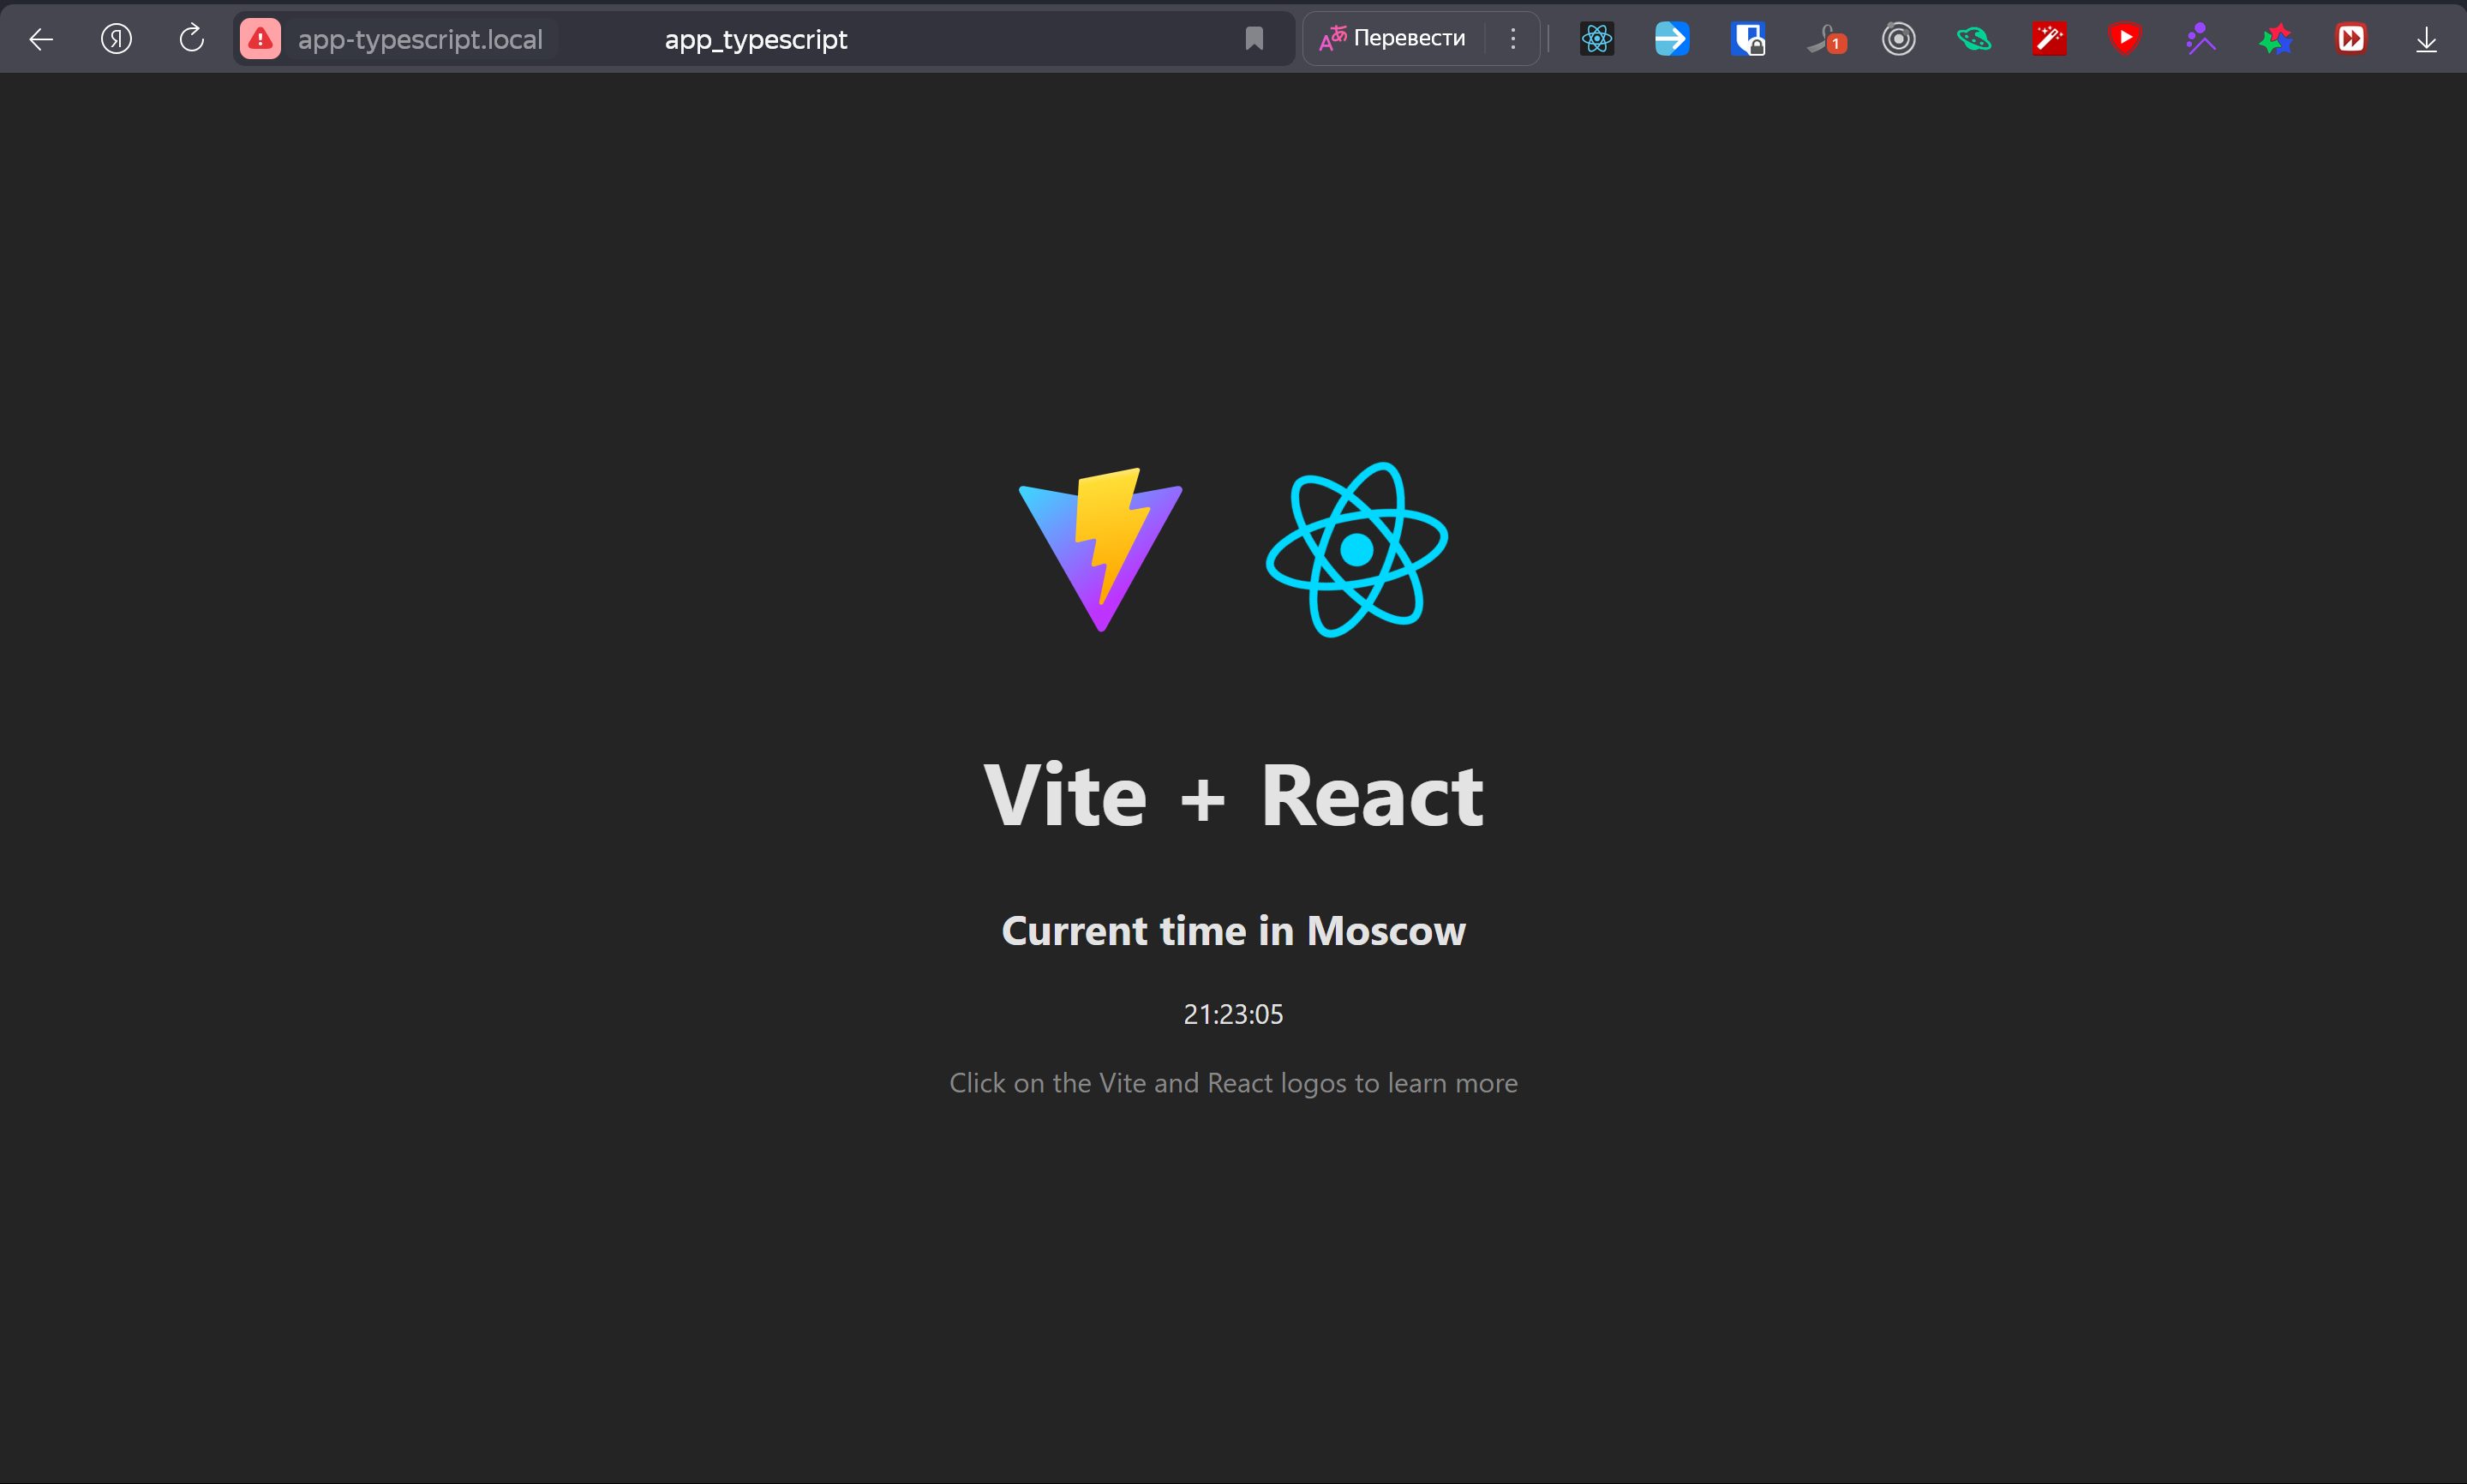 app-typescript.local
app_typescript
Перевести
1
Vite + React
Current time in Moscow
21:23:05
Click on the Vite and React logos to learn more